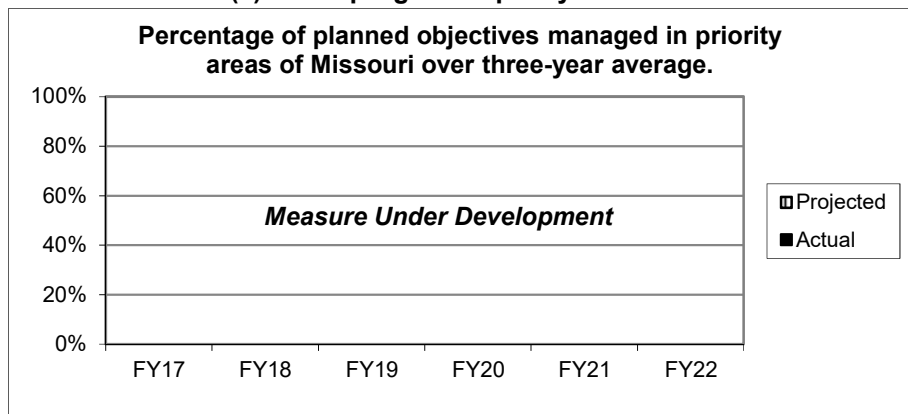 Percentage of planned objectives managed in priority
areas of Missouri over three-year average.
100%
80%
60%
40%
20%
0%
Measure Under Development
FY17 FY18 FY19 FY20 FY21 FY22
Projected
Actual